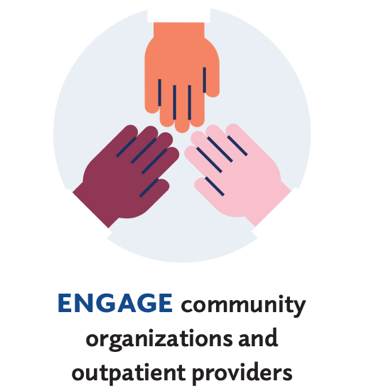 ENGAGE community
organizations and
outpatient providers